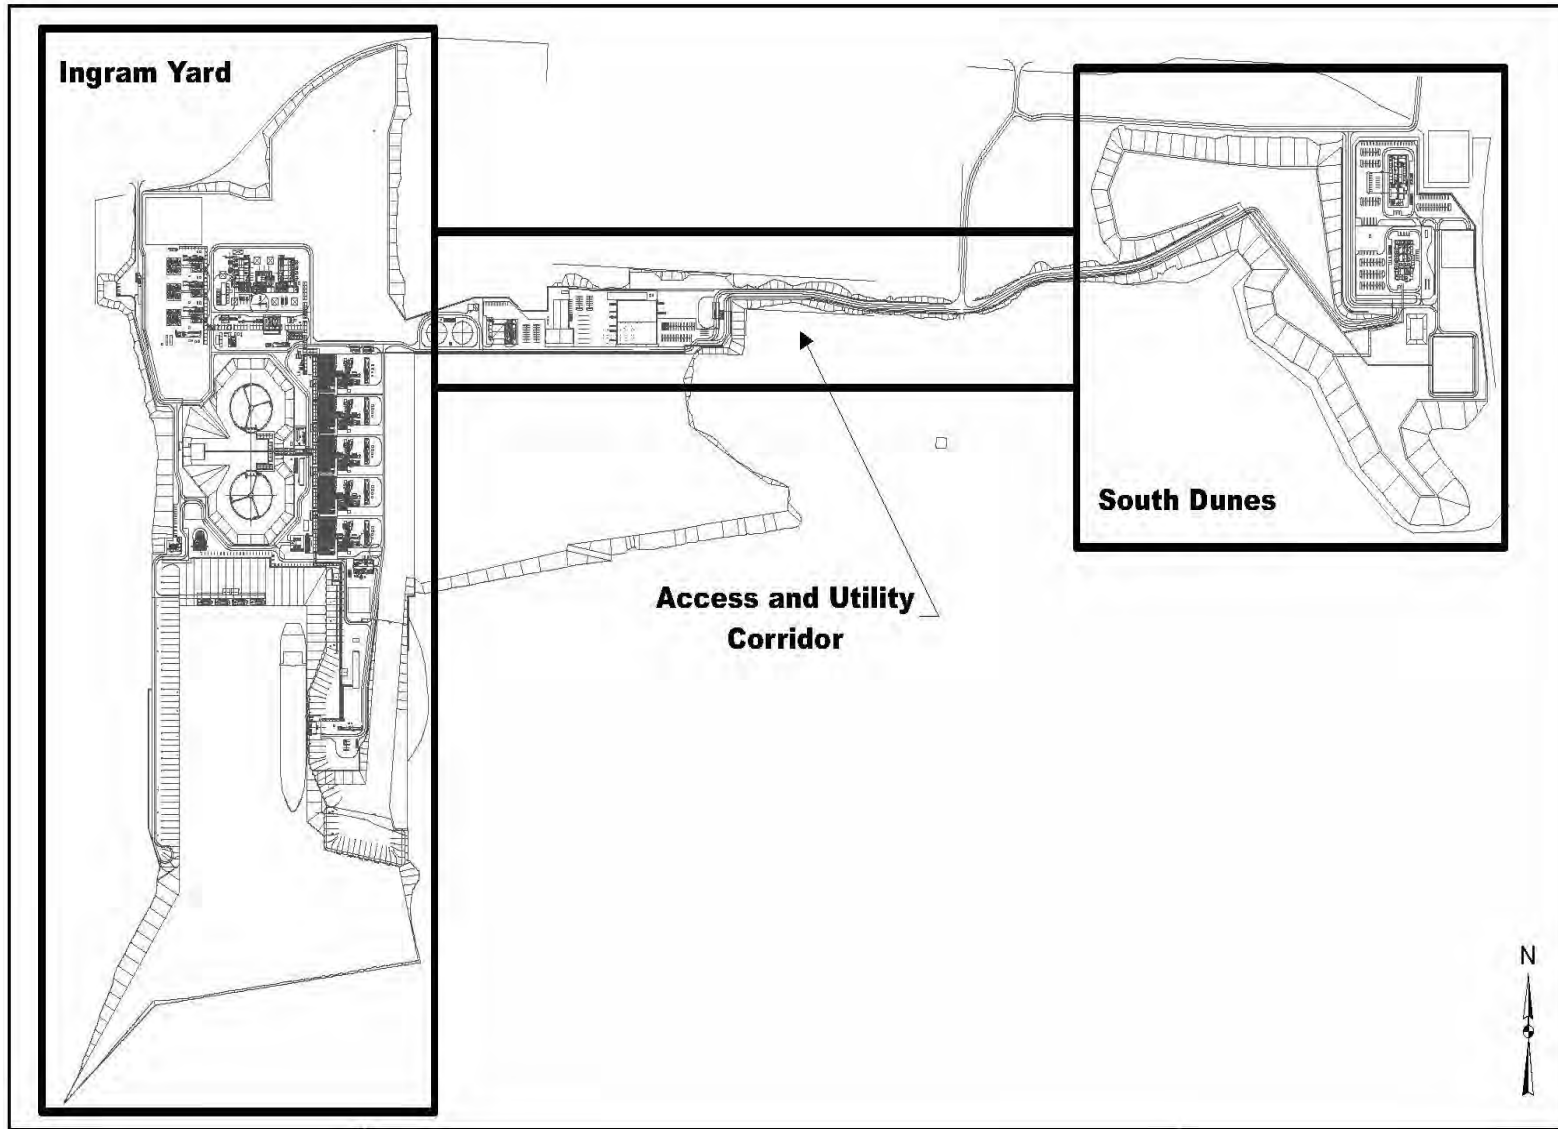 Ingram Yard
South Dunes
Access and Utility
Corridor
N